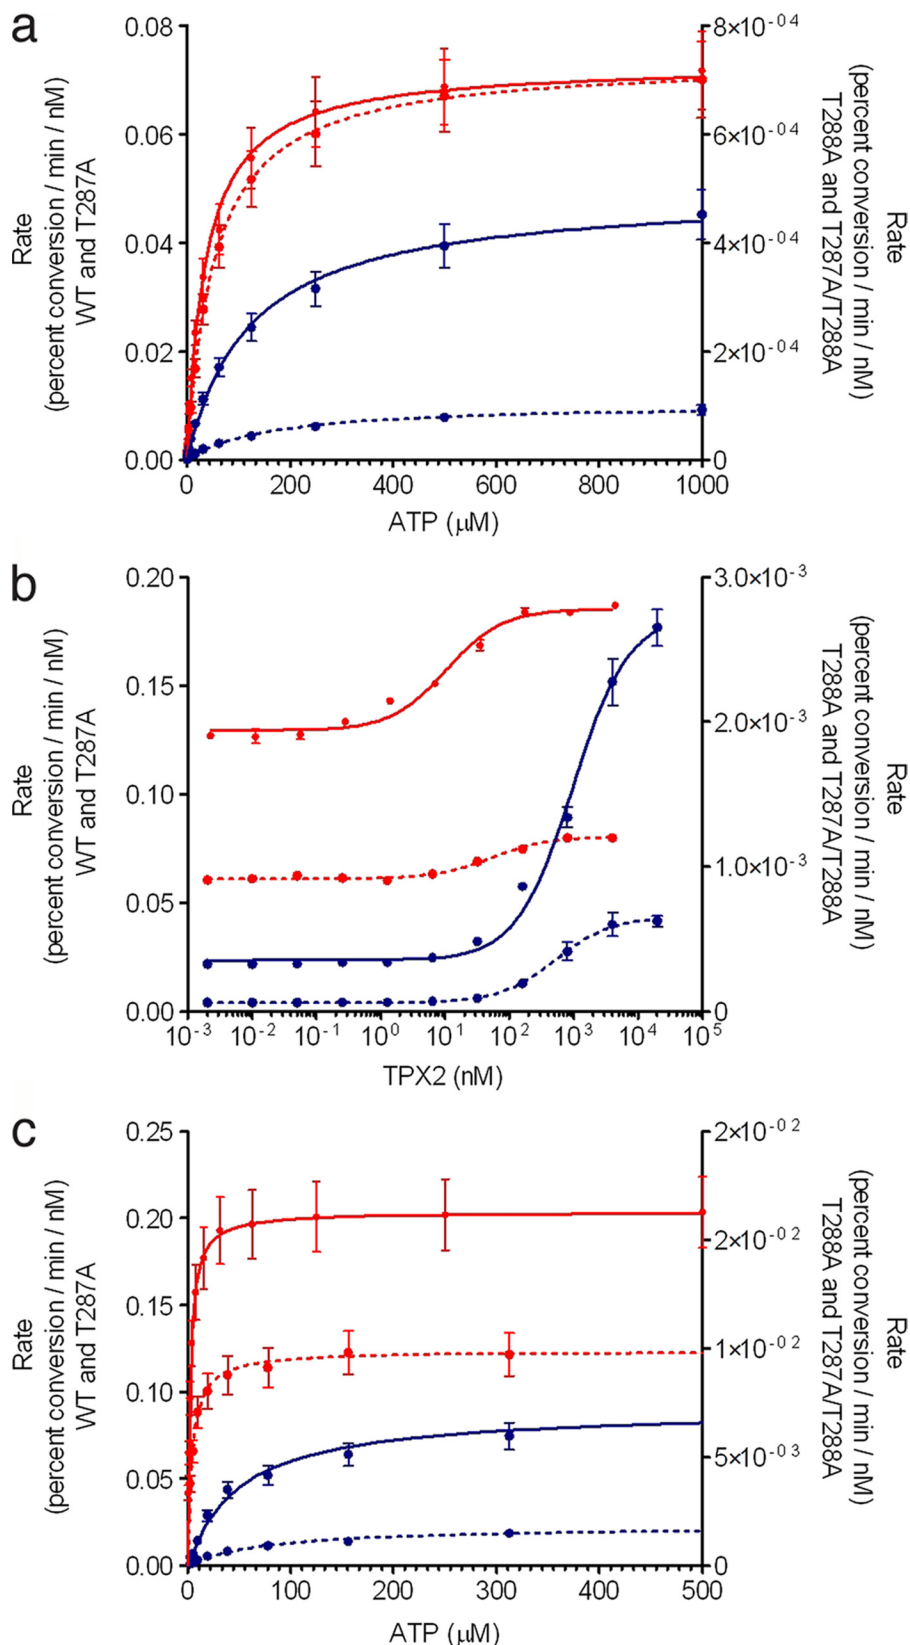 a
Rate
(percent conversion / min / nM)
WT and T287A
0.08
0.06
0.04
0.02
0.00
8×10⁻⁰⁴
6×10⁻⁰⁴
4×10⁻⁰⁴
2×10⁻⁰⁴
0
Rate
(percent conversion / min / nM)
T288A and T287A/T288A
0 200 400 600 800 1000
ATP (μM)
b
Rate
(percent conversion / min / nM)
WT and T287A
0.20
0.15
0.10
0.05
0.00
3.0×10⁻³
2.0×10⁻³
1.0×10⁻³
0
Rate
(percent conversion / min / nM)
T288A and T287A/T288A
10⁻³ 10⁻² 10⁻¹ 10⁰ 10¹ 10² 10³ 10⁴ 10⁵
TPX2 (nM)
c
Rate
(percent conversion / min / nM)
WT and T287A
0.25
0.20
0.15
0.10
0.05
0.00
2×10⁻⁰²
2×10⁻⁰²
1×10⁻⁰²
5×10⁻⁰³
0
Rate
(percent conversion / min / nM)
T288A and T287A/T288A
0 100 200 300 400 500
ATP (μM)